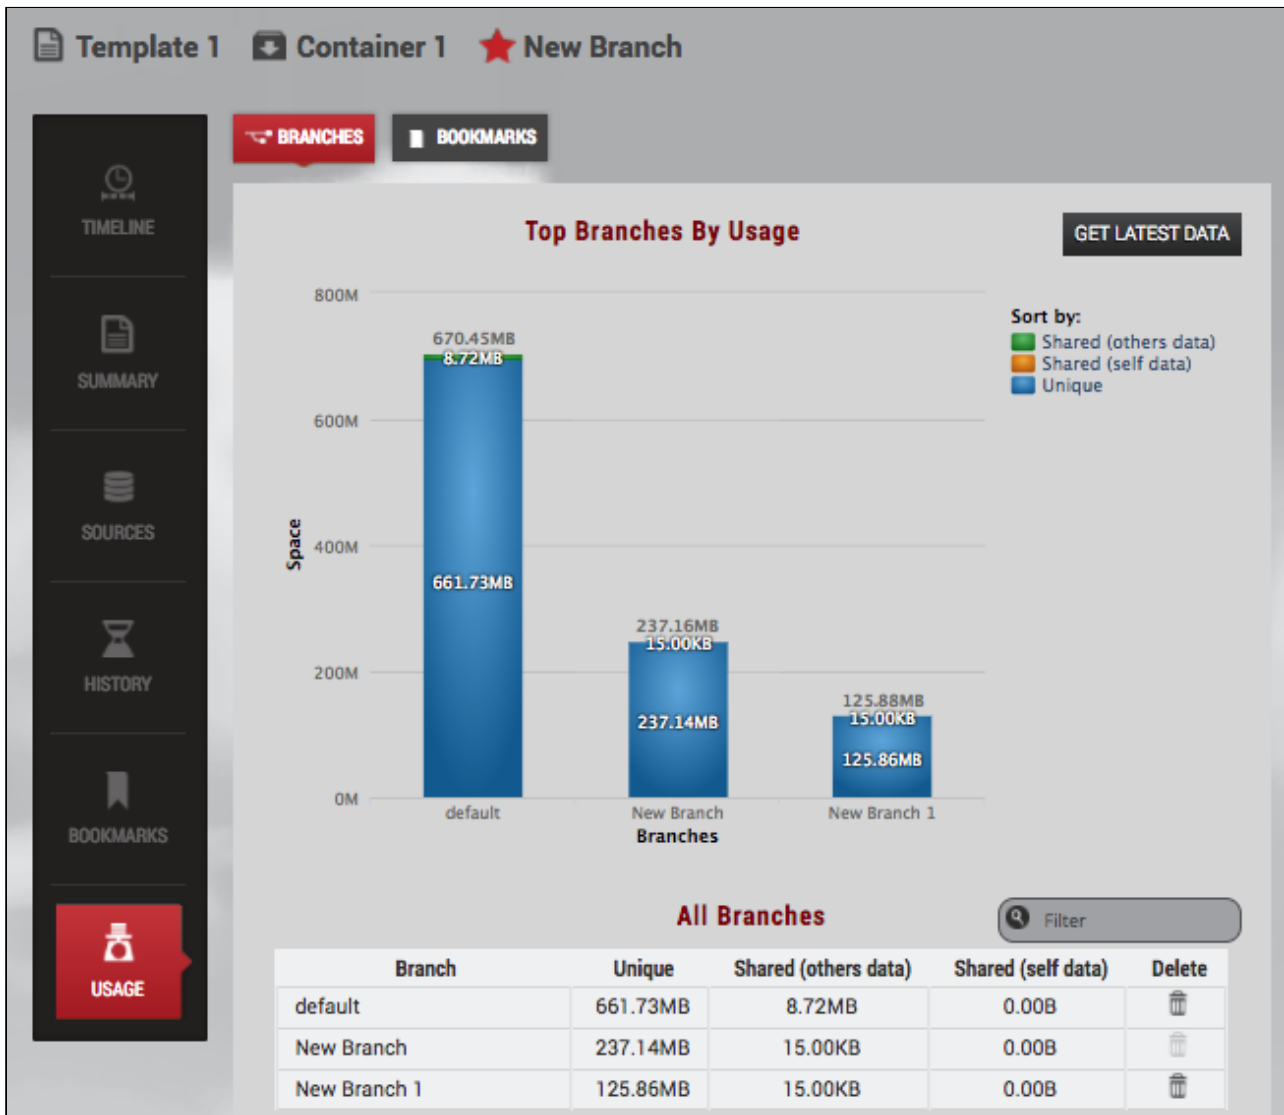 Template 1 Container 1 New Branch
BRANCHES BOOKMARKS
TIMELINE
SUMMARY
SOURCES
HISTORY
BOOKMARKS
USAGE
Top Branches By Usage
GET LATEST DATA
Sort by:
Shared (others data)
Shared (self data)
Unique
Space
800M
600M
400M
200M
0M
670.45MB
8.72MB
661.73MB
237.16MB
15.00KB
237.14MB
125.88MB
15.00KB
125.86MB
default New Branch New Branch 1
Branches
All Branches
Filter
Branch Unique Shared (others data) Shared (self data) Delete
default 661.73MB 8.72MB 0.00B
New Branch 237.14MB 15.00KB 0.00B
New Branch 1 125.86MB 15.00KB 0.00B